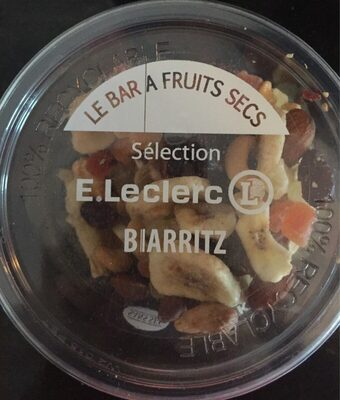 LE BAR A FRUITS SECS
Sélection
E.Leclerc L
BIARRITZ
100% RECYCLABLE
100% RECYCLABLE